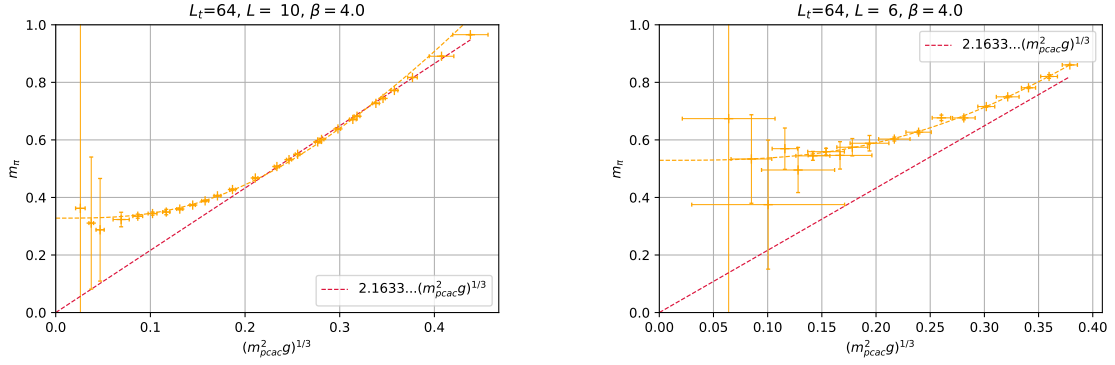 L_t=64, L= 10, β=4.0
1.0
0.8
0.6
0.4
0.2
0.0
m_π
0.0 0.1 0.2 0.3 0.4
(m²_pcac g)^1/3
2.1633...(m²_pcac g)^1/3
L_t=64, L= 6, β=4.0
1.0
0.8
0.6
0.4
0.2
0.0
m_π
0.00 0.05 0.10 0.15 0.20 0.25 0.30 0.35 0.40
(m²_pcac g)^1/3
2.1633...(m²_pcac g)^1/3